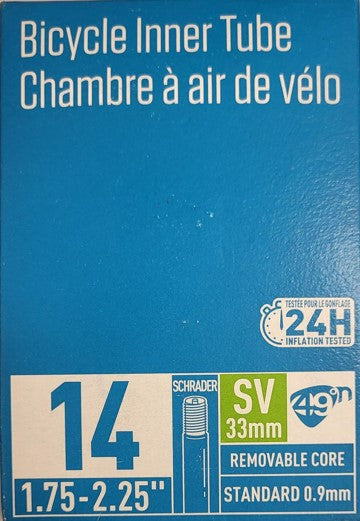 Bicycle Inner Tube
Chambre à air de vélo
TESTÉE POUR LE GONFLAGE
24H
INFLATION TESTED
14
1.75-2.25"
SCHRADER
SV
33mm
49°N
REMOVABLE CORE
STANDARD 0.9mm